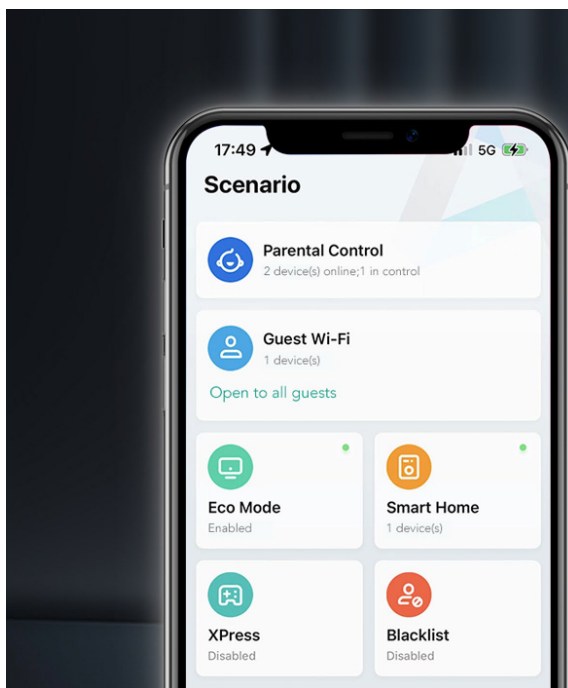 17:49
5G
Scenario
Parental Control
2 device(s) online;1 in control
Guest Wi-Fi
1 device(s)
Open to all guests
Eco Mode
Enabled
Smart Home
1 device(s)
XPress
Disabled
Blacklist
Disabled